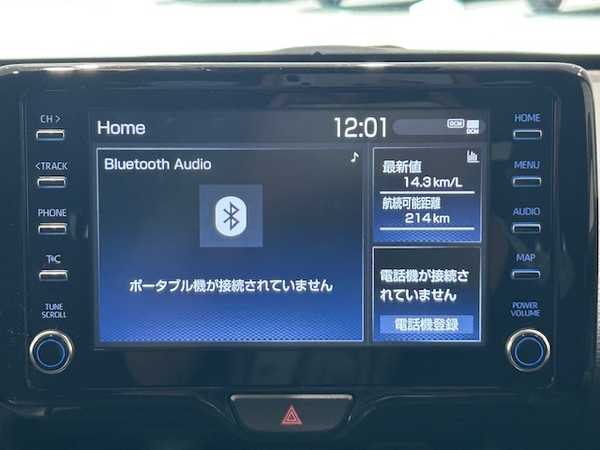 CH >
<TRACK
PHONE
T℃
TUNE
SCROLL
Home
12:01
DCM
DCM
Bluetooth Audio
ポータブル機が接続されていません
最新値
14.3 km/L
航続可能距離
214 km
電話機が接続さ
れていません
電話機登録
HOME
MENU
AUDIO
MAP
POWER
VOLUME